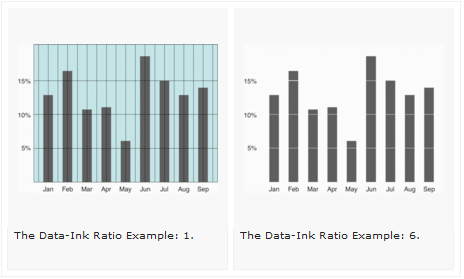 15%
10%
5%
Jan Feb Mar Apr May Jun Jul Aug Sep
The Data-Ink Ratio Example: 1.
15%
10%
5%
Jan Feb Mar Apr May Jun Jul Aug Sep
The Data-Ink Ratio Example: 6.